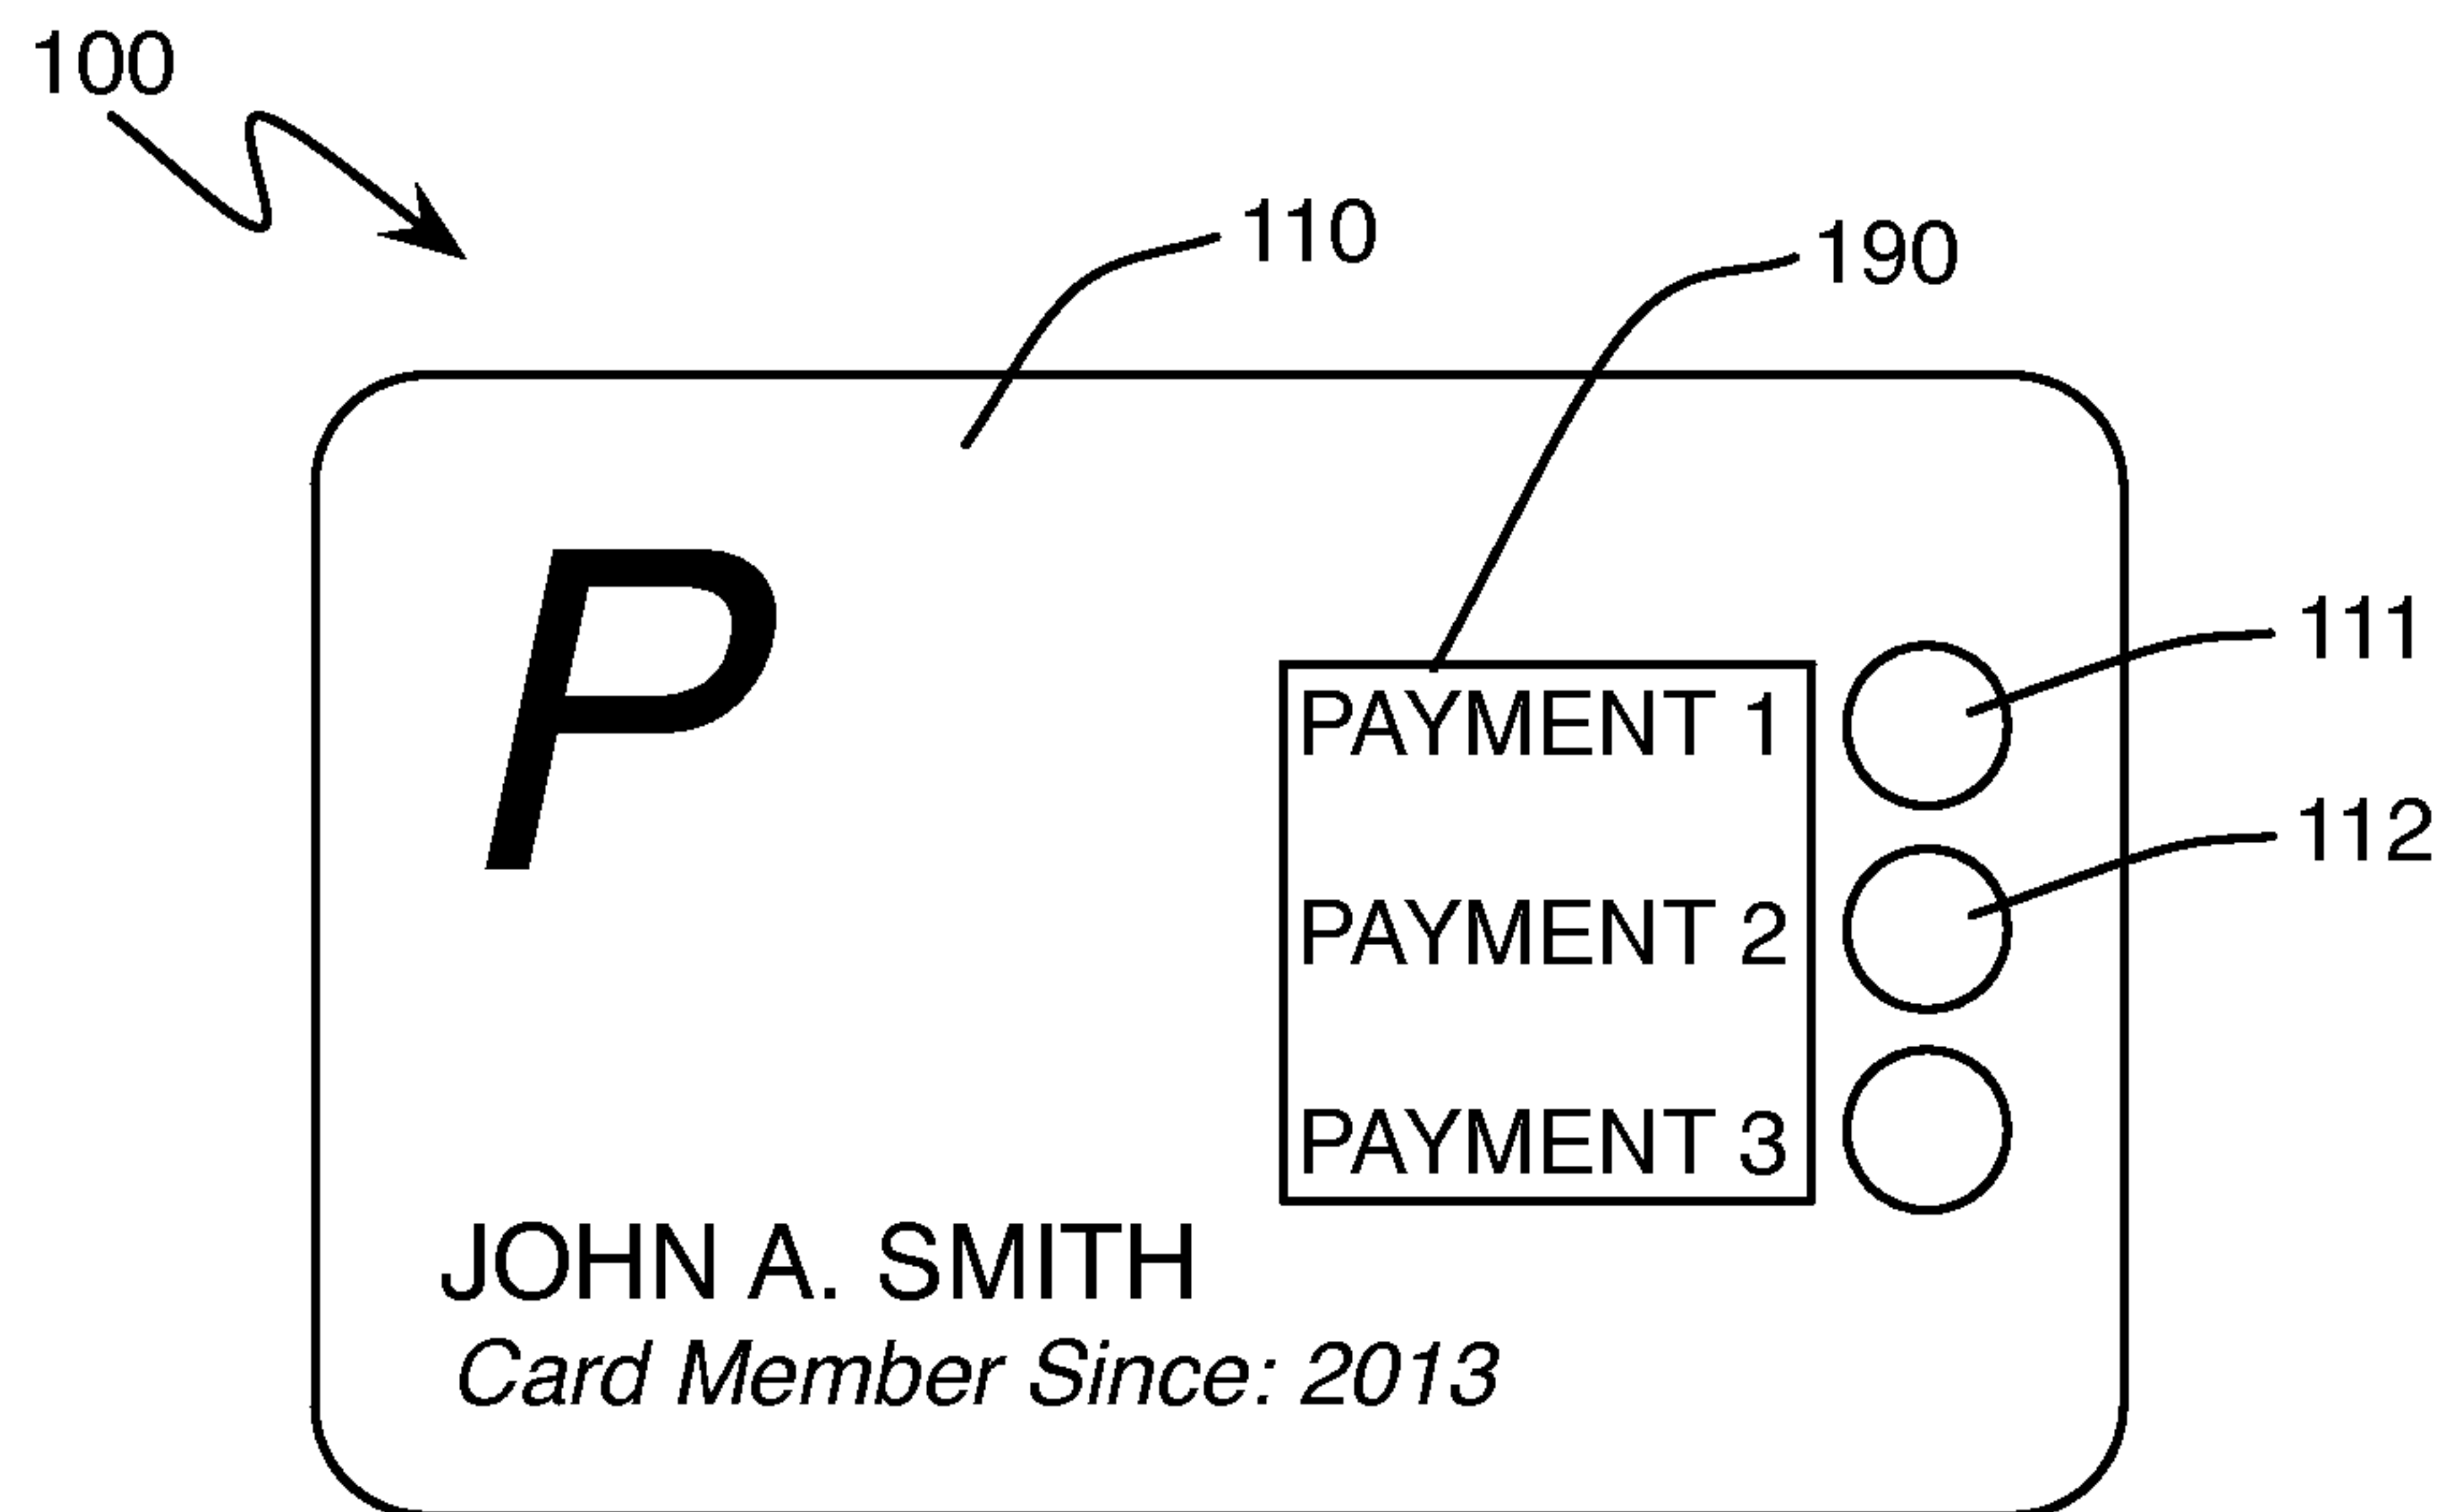 100
110
190
P
111
PAYMENT 1
112
PAYMENT 2
PAYMENT 3
JOHN A. SMITH
Card Member Since: 2013